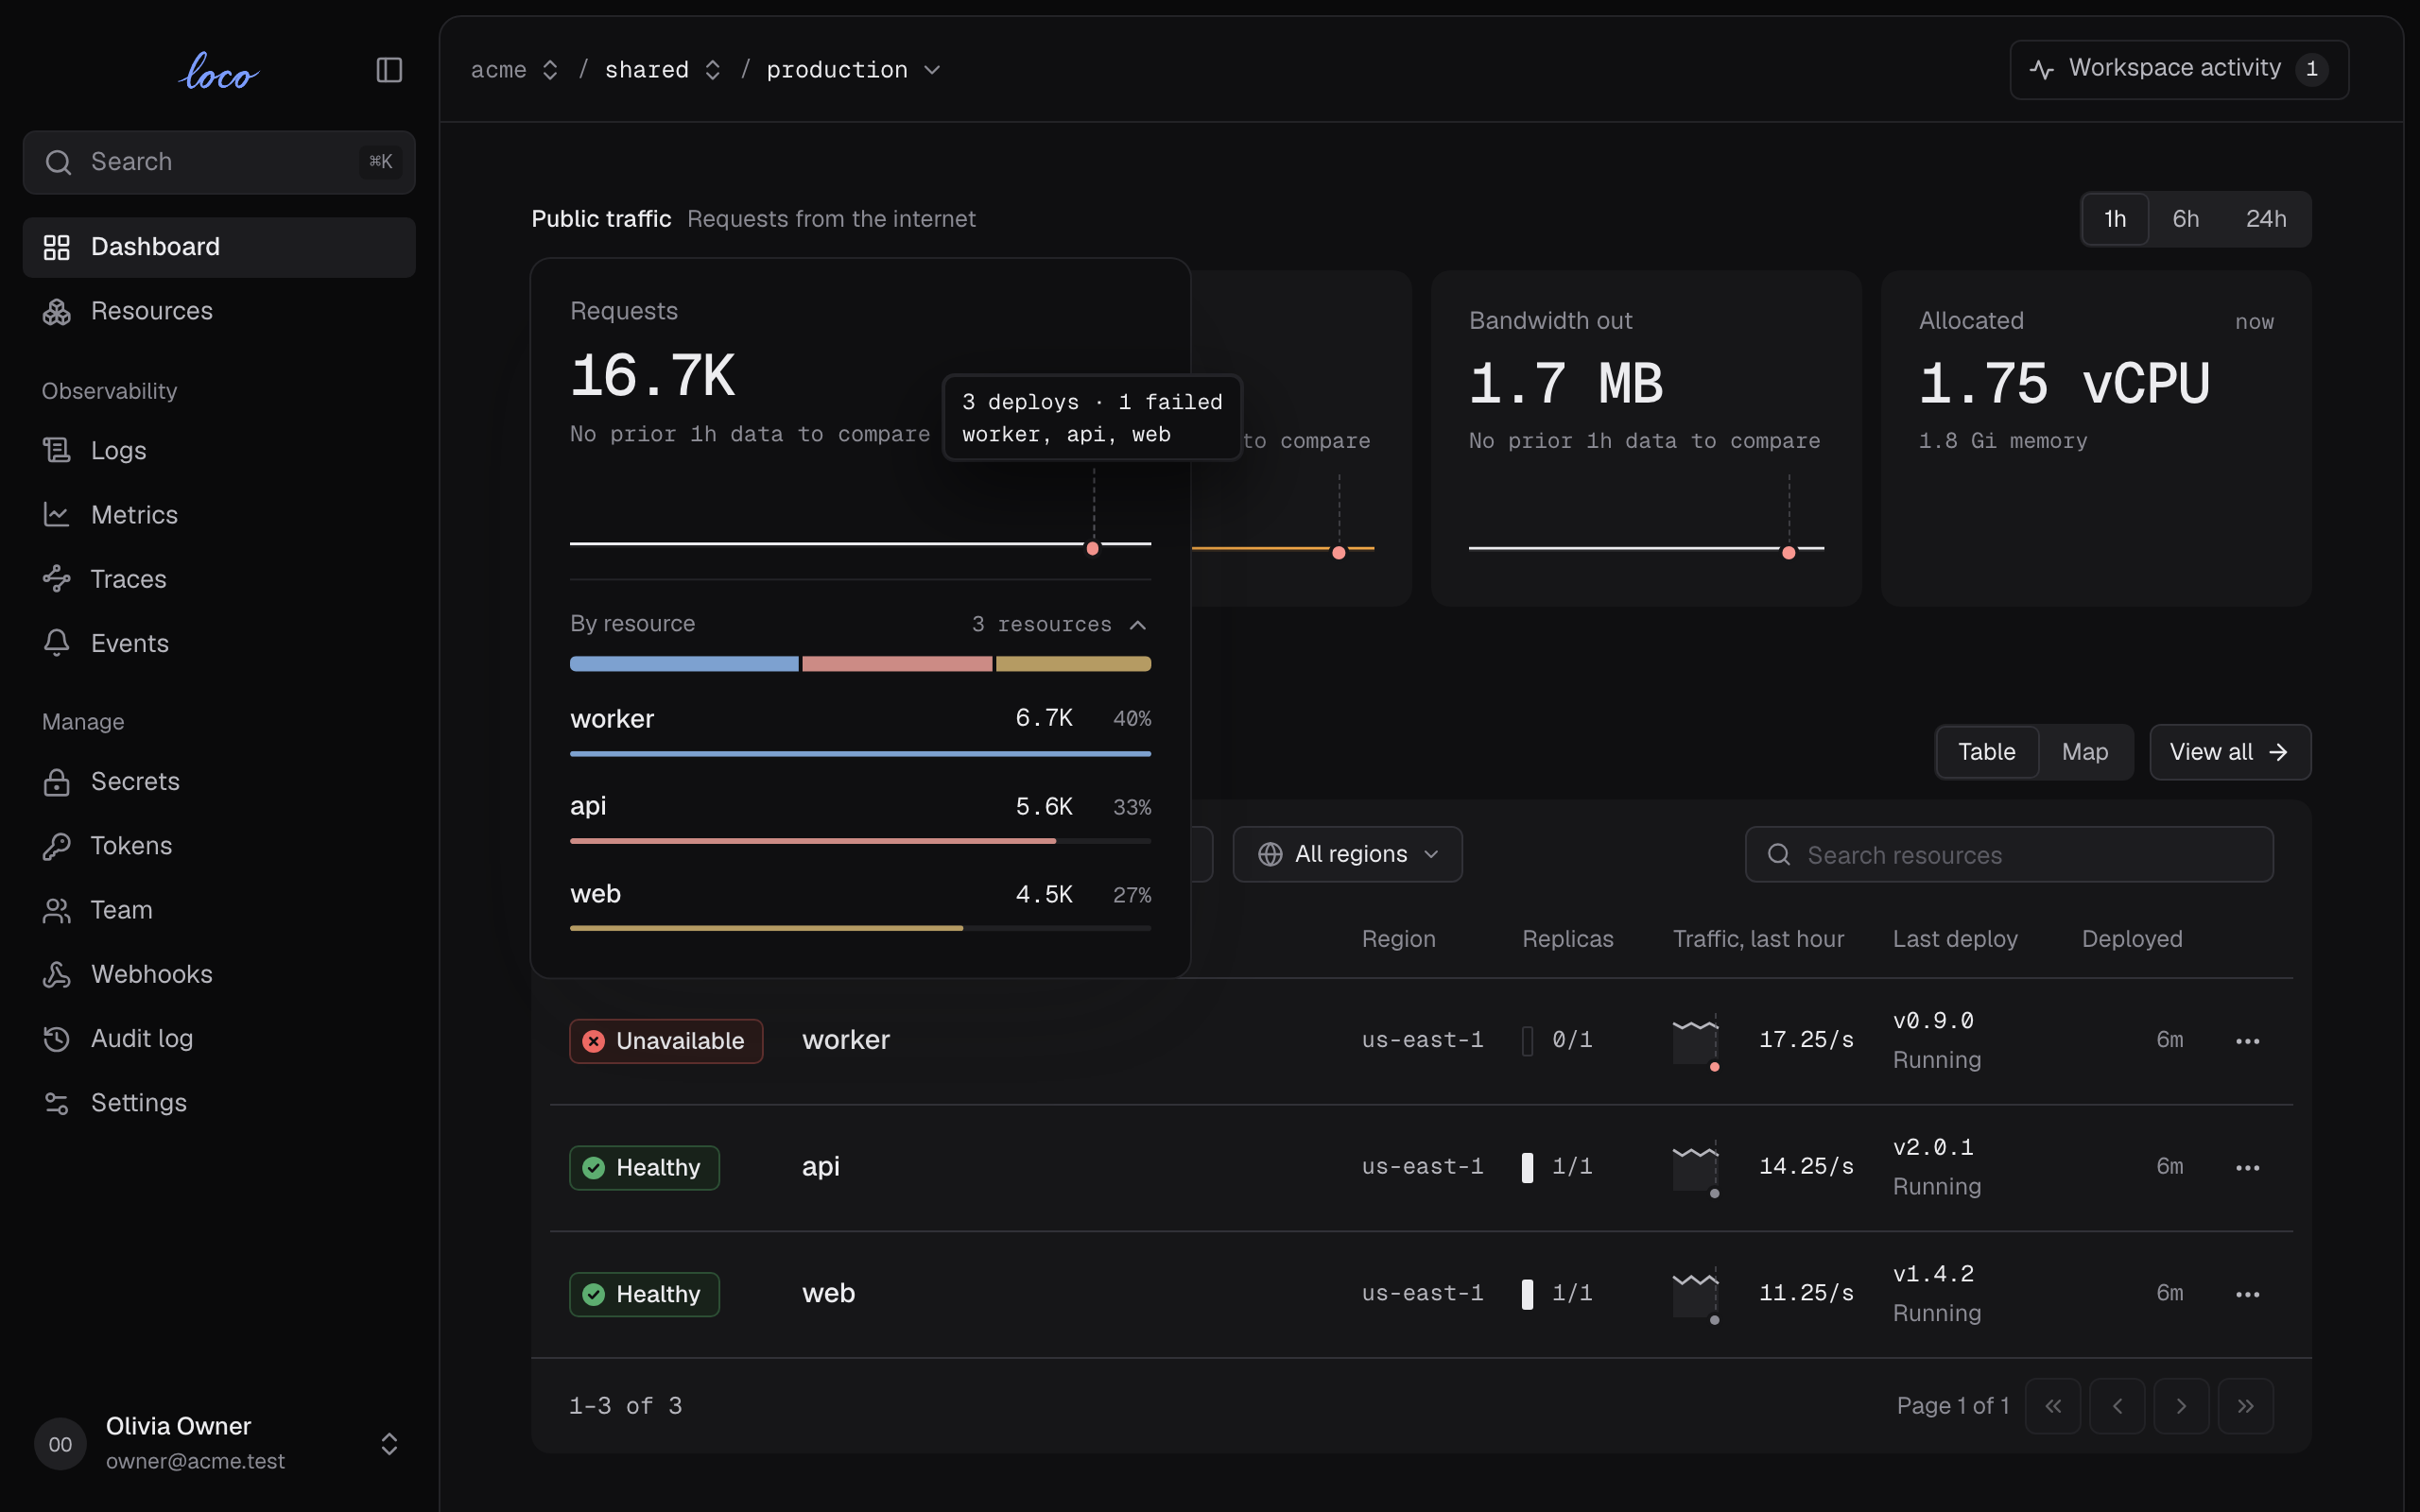 loco
acme / shared / production
Workspace activity 1
Search ⌘K
Dashboard
Resources
Observability
Logs
Metrics
Traces
Events
Manage
Secrets
Tokens
Team
Webhooks
Audit log
Settings
OO
Olivia Owner
owner@acme.test
Public traffic Requests from the internet
1h 6h 24h
Requests
16.7K
No prior 1h data to compare
3 deploys · 1 failed
worker, api, web
to compare
Bandwidth out
1.7 MB
No prior 1h data to compare
Allocated now
1.75 vCPU
1.8 Gi memory
By resource 3 resources
worker 6.7K 40%
api 5.6K 33%
web 4.5K 27%
Table Map View all
All regions
Search resources
Region Replicas Traffic, last hour Last deploy Deployed
Unavailable worker us-east-1 0/1 17.25/s v0.9.0 6m
Running
Healthy api us-east-1 1/1 14.25/s v2.0.1 6m
Running
Healthy web us-east-1 1/1 11.25/s v1.4.2 6m
Running
1–3 of 3
Page 1 of 1